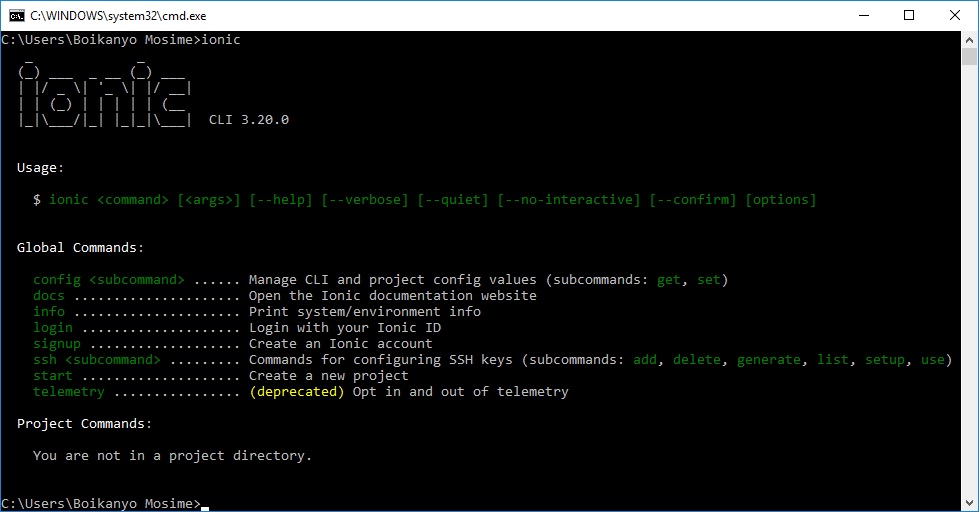 C:\WINDOWS\system32\cmd.exe
C:\Users\Boikanyo Mosime>ionic
ionic CLI 3.20.0
Usage:
$ ionic <command> [<args>] [--help] [--verbose] [--quiet] [--no-interactive] [--confirm] [options]
Global Commands:
config <subcommand> ...... Manage CLI and project config values (subcommands: get, set)
docs ..................... Open the Ionic documentation website
info ..................... Print system/environment info
login .................... Login with your Ionic ID
signup ................... Create an Ionic account
ssh <subcommand> ......... Commands for configuring SSH keys (subcommands: add, delete, generate, list, setup, use)
start .................... Create a new project
telemetry ................ (deprecated) Opt in and out of telemetry
Project Commands:
You are not in a project directory.
C:\Users\Boikanyo Mosime>